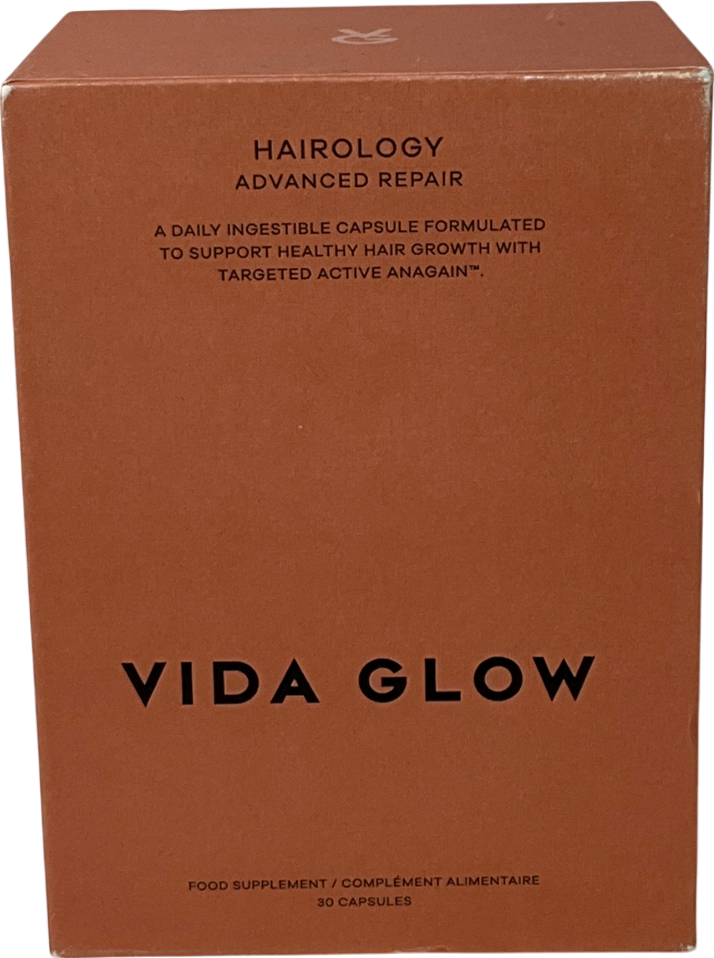 VG
HAIROLOGY
ADVANCED REPAIR
A DAILY INGESTIBLE CAPSULE FORMULATED
TO SUPPORT HEALTHY HAIR GROWTH WITH
TARGETED ACTIVE ANAGAIN™.
VIDA GLOW
FOOD SUPPLEMENT / COMPLÉMENT ALIMENTAIRE
30 CAPSULES